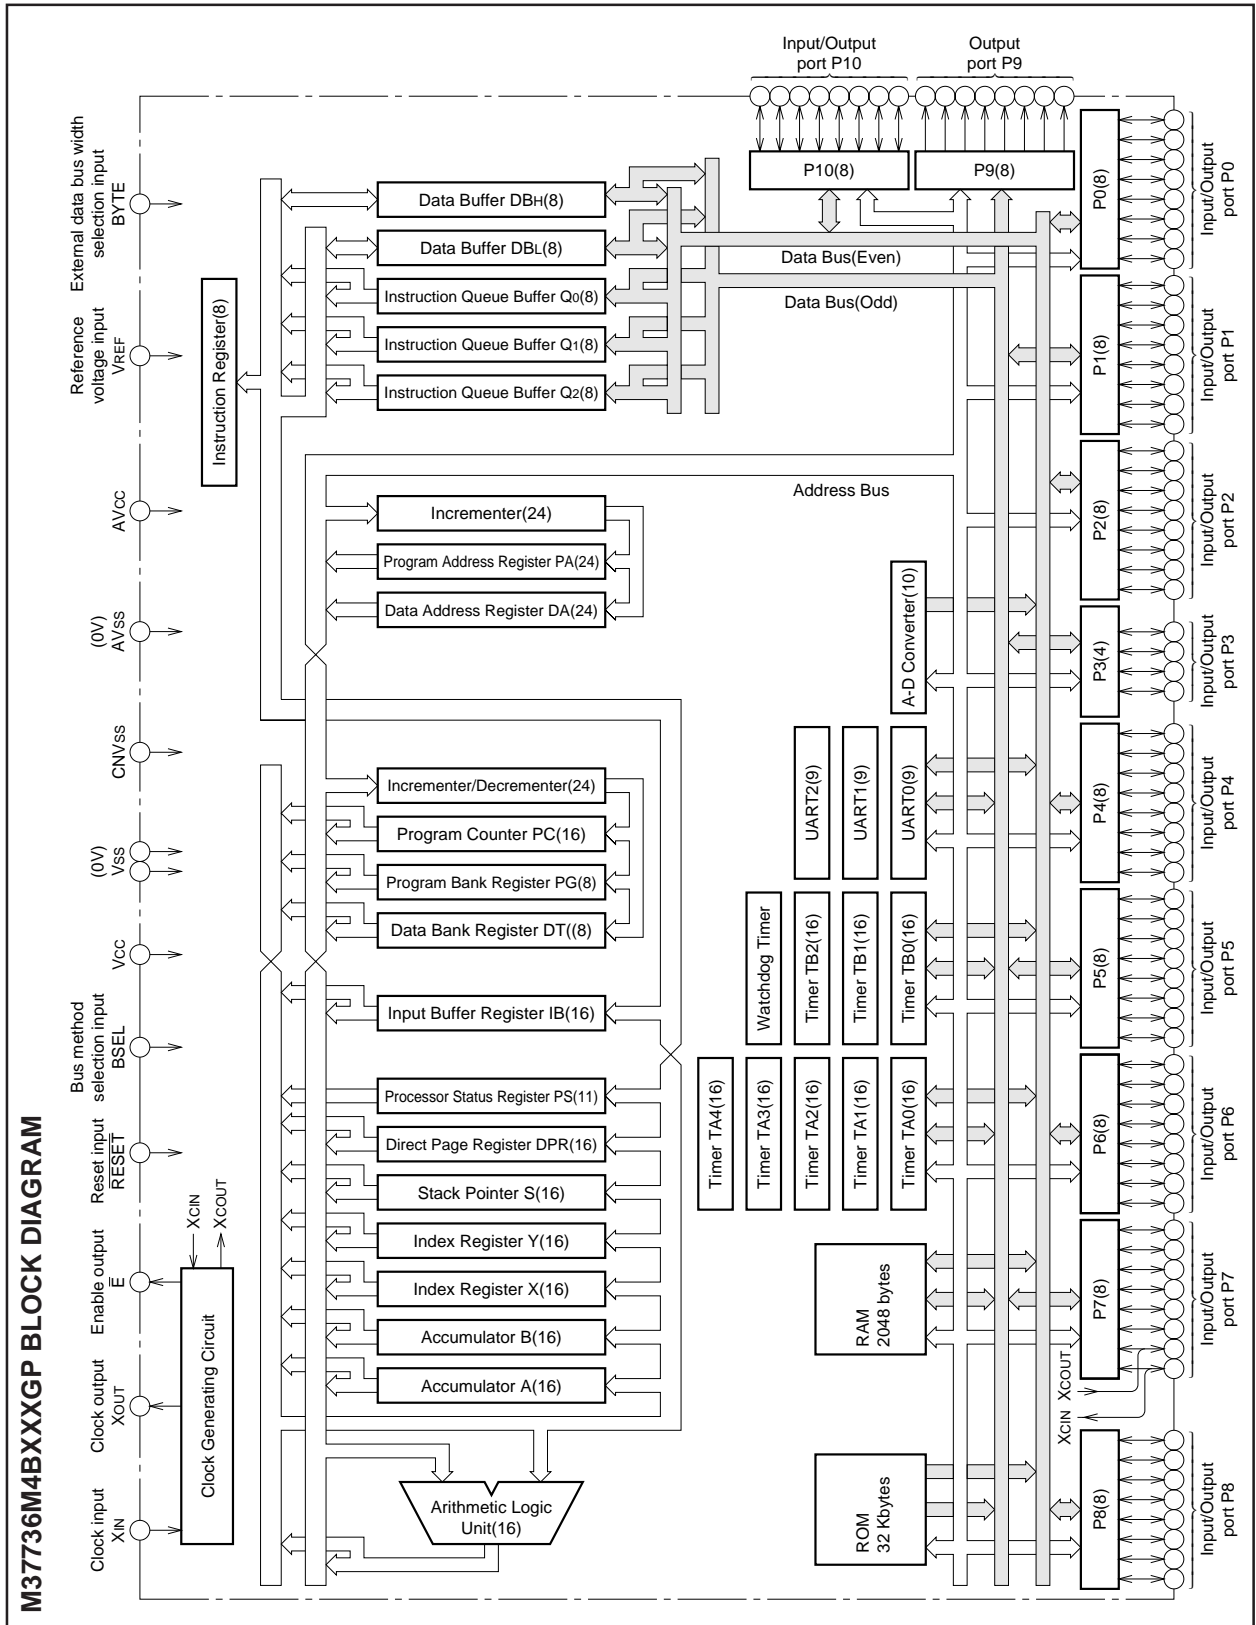 M37736M4BXXXGP BLOCK DIAGRAM
Clock input
XIN
Clock output
XOUT
Enable output
E
Reset input
RESET
Bus method
selection input
BSEL
VCC
(0V)
VSS
CNVSS
(0V)
AVSS
AVCC
Reference
voltage input
VREF
External data bus width
selection input
BYTE
Clock Generating Circuit
XCIN
XCOUT
Instruction Register(8)
Data Buffer DBH(8)
Data Buffer DBL(8)
Instruction Queue Buffer Q0(8)
Instruction Queue Buffer Q1(8)
Instruction Queue Buffer Q2(8)
Incrementer(24)
Program Address Register PA(24)
Data Address Register DA(24)
Incrementer/Decrementer(24)
Program Counter PC(16)
Program Bank Register PG(8)
Data Bank Register DT((8)
Input Buffer Register IB(16)
Processor Status Register PS(11)
Direct Page Register DPR(16)
Stack Pointer S(16)
Index Register Y(16)
Index Register X(16)
Accumulator B(16)
Accumulator A(16)
Arithmetic Logic
Unit(16)
Data Bus(Even)
Data Bus(Odd)
Address Bus
A-D Converter(10)
UART2(9)
UART1(9)
UART0(9)
Watchdog Timer
Timer TB2(16)
Timer TB1(16)
Timer TB0(16)
Timer TA4(16)
Timer TA3(16)
Timer TA2(16)
Timer TA1(16)
Timer TA0(16)
RAM
2048 bytes
ROM
32 Kbytes
XCIN
XCOUT
Input/Output
port P10
Output
port P9
P10(8)
P9(8)
P0(8)
P1(8)
P2(8)
P3(4)
P4(8)
P5(8)
P6(8)
P7(8)
P8(8)
Input/Output
port P0
Input/Output
port P1
Input/Output
port P2
Input/Output
port P3
Input/Output
port P4
Input/Output
port P5
Input/Output
port P6
Input/Output
port P7
Input/Output
port P8